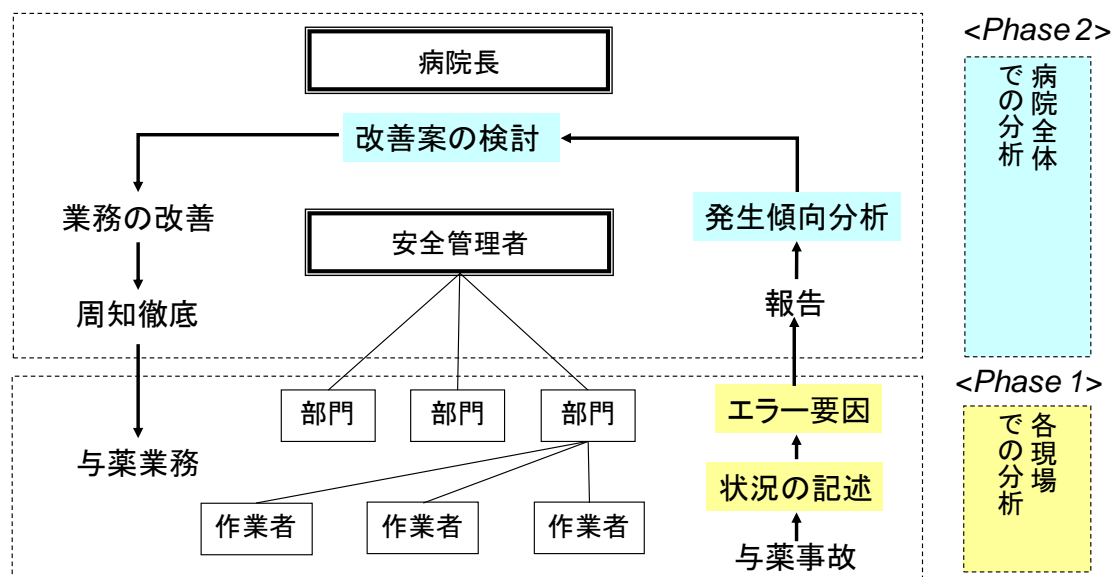 <Phase 2>
病院長
病院全体
での分析
改善案の検討
業務の改善
発生傾向分析
安全管理者
周知徹底
報告
<Phase 1>
部門
部門
部門
エラー要因
各現場
での分析
与薬業務
状況の記述
作業者
作業者
作業者
与薬事故